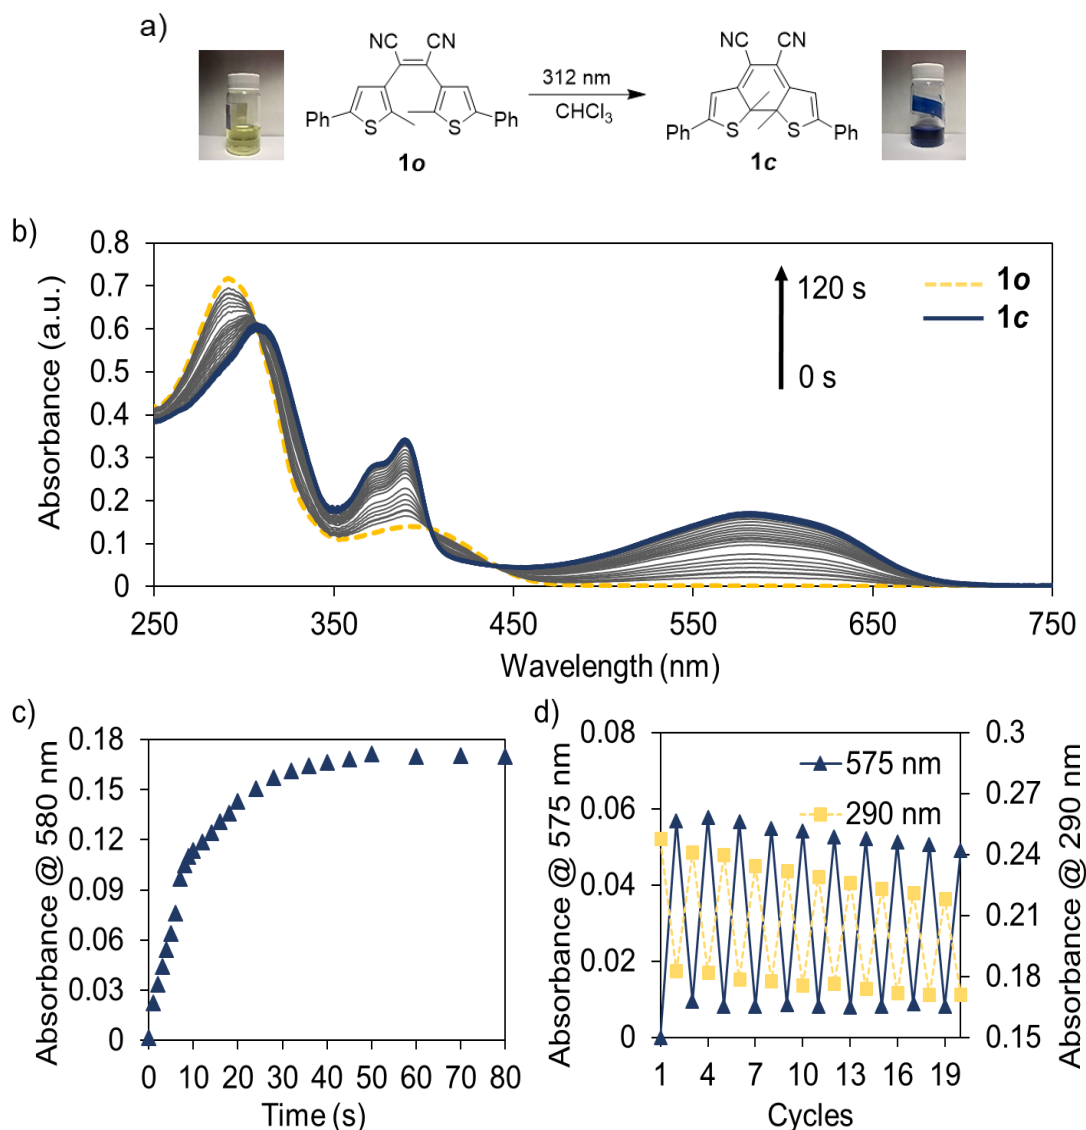 a)
NC CN
NC CN
312 nm
CHCl3
Ph S S Ph
Ph S S Ph
1o
1c
b)
Absorbance (a.u.)
0.8
0.7
0.6
0.5
0.4
0.3
0.2
0.1
0
120 s
0 s
1o
1c
250 350 450 550 650 750
Wavelength (nm)
c)
Absorbance @ 580 nm
0.18
0.15
0.12
0.09
0.06
0.03
0
0 10 20 30 40 50 60 70 80
Time (s)
d)
Absorbance @ 575 nm
0.08
0.06
0.04
0.02
0
575 nm
290 nm
0.3
0.27
0.24
0.21
0.18
0.15
Absorbance @ 290 nm
1 4 7 10 13 16 19
Cycles